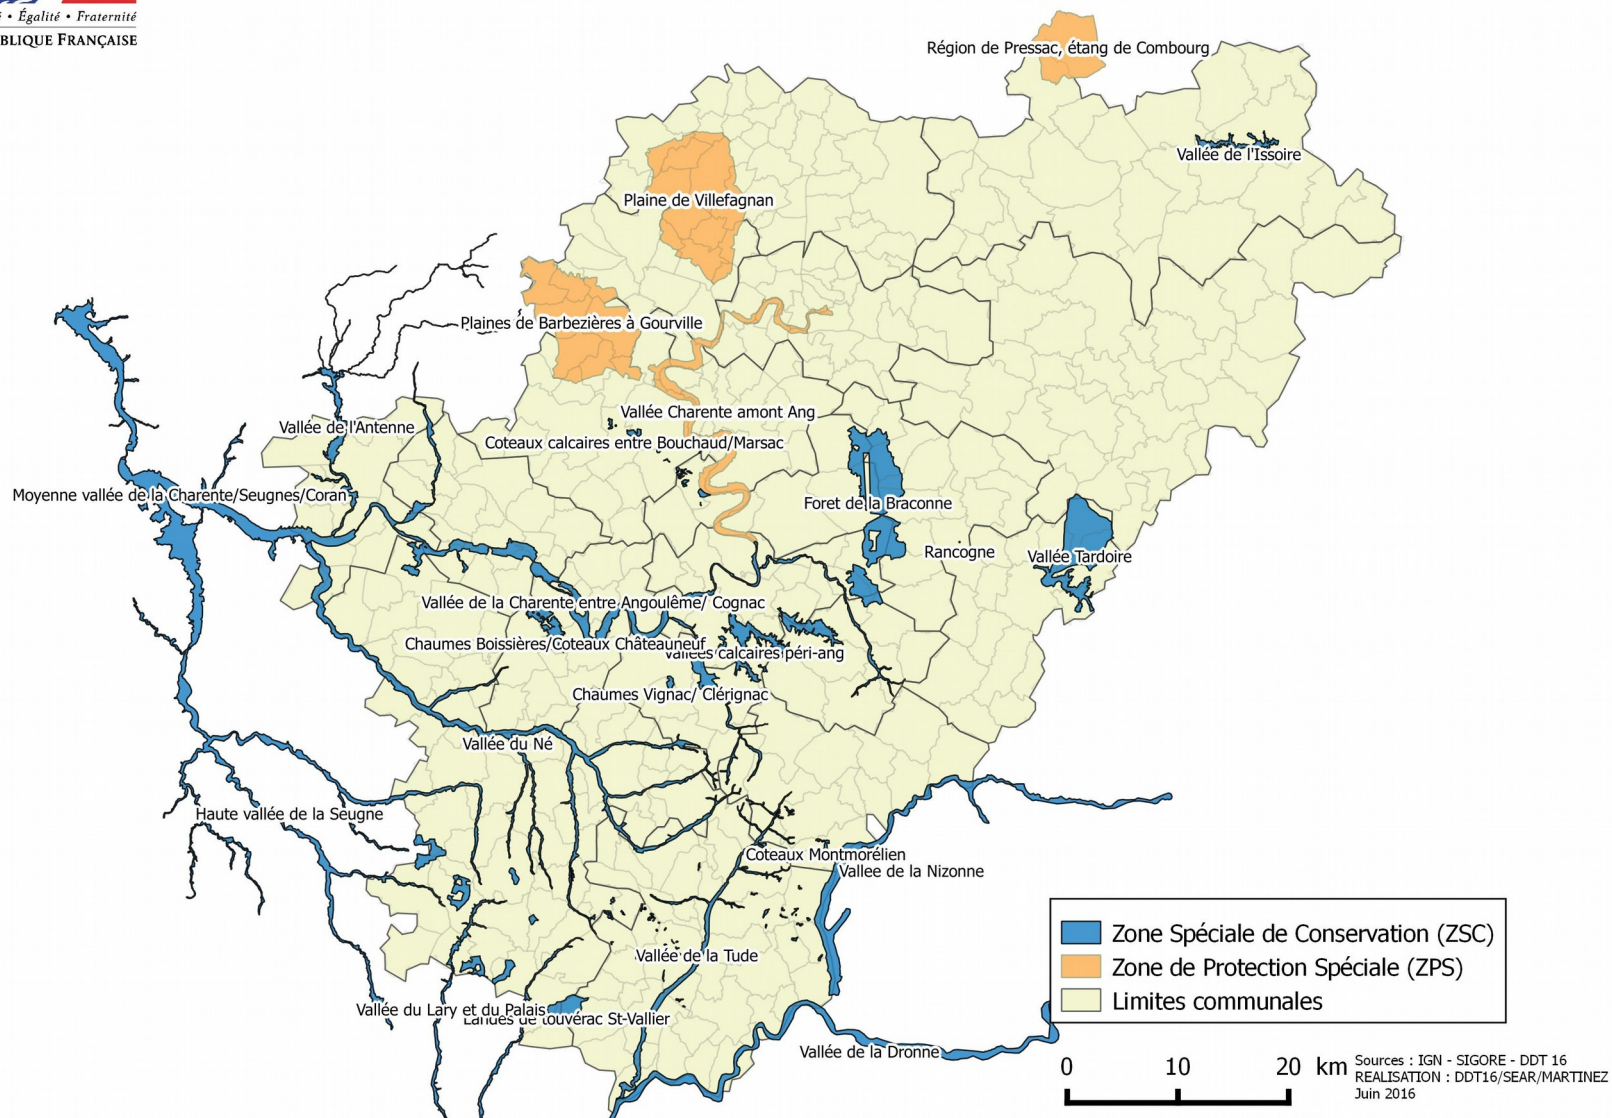 • Égalité • Fraternité
BLIQUE FRANÇAISE
Région de Pressac, étang de Combourg
Vallée de l'Issoire
Plaine de Villefagnan
Plaines de Barbezières à Gourville
Vallée Charente amont Ang
Vallée de l'Antenne
Coteaux calcaires entre Bouchaud/Marsac
Moyenne vallée de la Charente/Seugnes/Coran
Foret de la Braconne
Rancogne
Vallée Tardoire
Vallée de la Charente entre Angoulême/ Cognac
Chaumes Boissières/Coteaux Châteauneuf
Vallées calcaires péri-ang
Chaumes Vignac/ Clérignac
Vallée du Né
Haute vallée de la Seugne
Coteaux Montmorélien
Vallee de la Nizonne
Vallée de la Tude
Vallée du Lary et du Palais
Landes de touvérac St-Vallier
Vallée de la Dronne
Zone Spéciale de Conservation (ZSC)
Zone de Protection Spéciale (ZPS)
Limites communales
0 10 20 km
Sources : IGN - SIGORE - DDT 16
REALISATION : DDT16/SEAR/MARTINEZ
Juin 2016